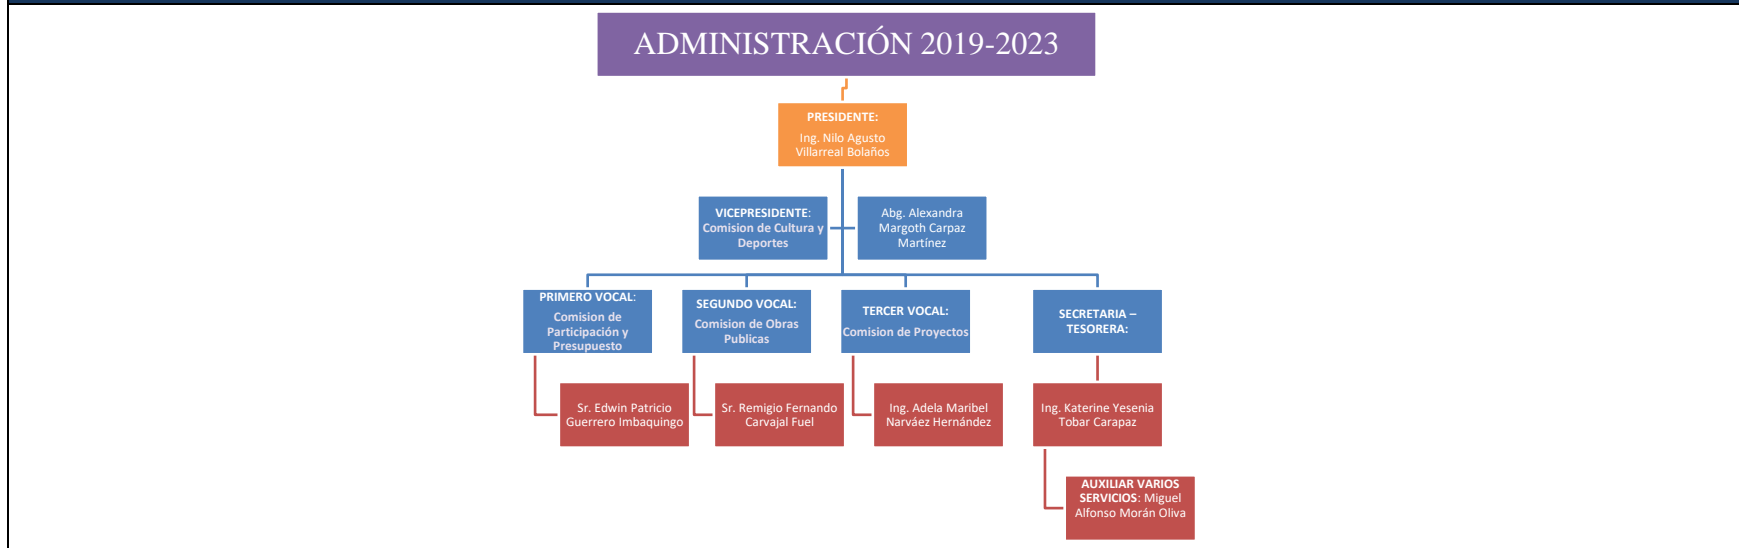 ADMINISTRACIÓN 2019-2023
PRESIDENTE:
Ing. Nilo Agusto
Villarreal Bolaños
VICEPRESIDENTE:
Comision de Cultura y
Deportes
Abg. Alexandra
Margoth Carpaz
Martínez
PRIMERO VOCAL:
Comision de
Participación y
Presupuesto
SEGUNDO VOCAL:
Comision de Obras
Publicas
TERCER VOCAL:
Comision de Proyectos
SECRETARIA –
TESORERA:
Sr. Edwin Patricio
Guerrero Imbaquingo
Sr. Remigio Fernando
Carvajal Fuel
Ing. Adela Maribel
Narváez Hernández
Ing. Katerine Yesenia
Tobar Carapaz
AUXILIAR VARIOS
SERVICIOS: Miguel
Alfonso Morán Oliva